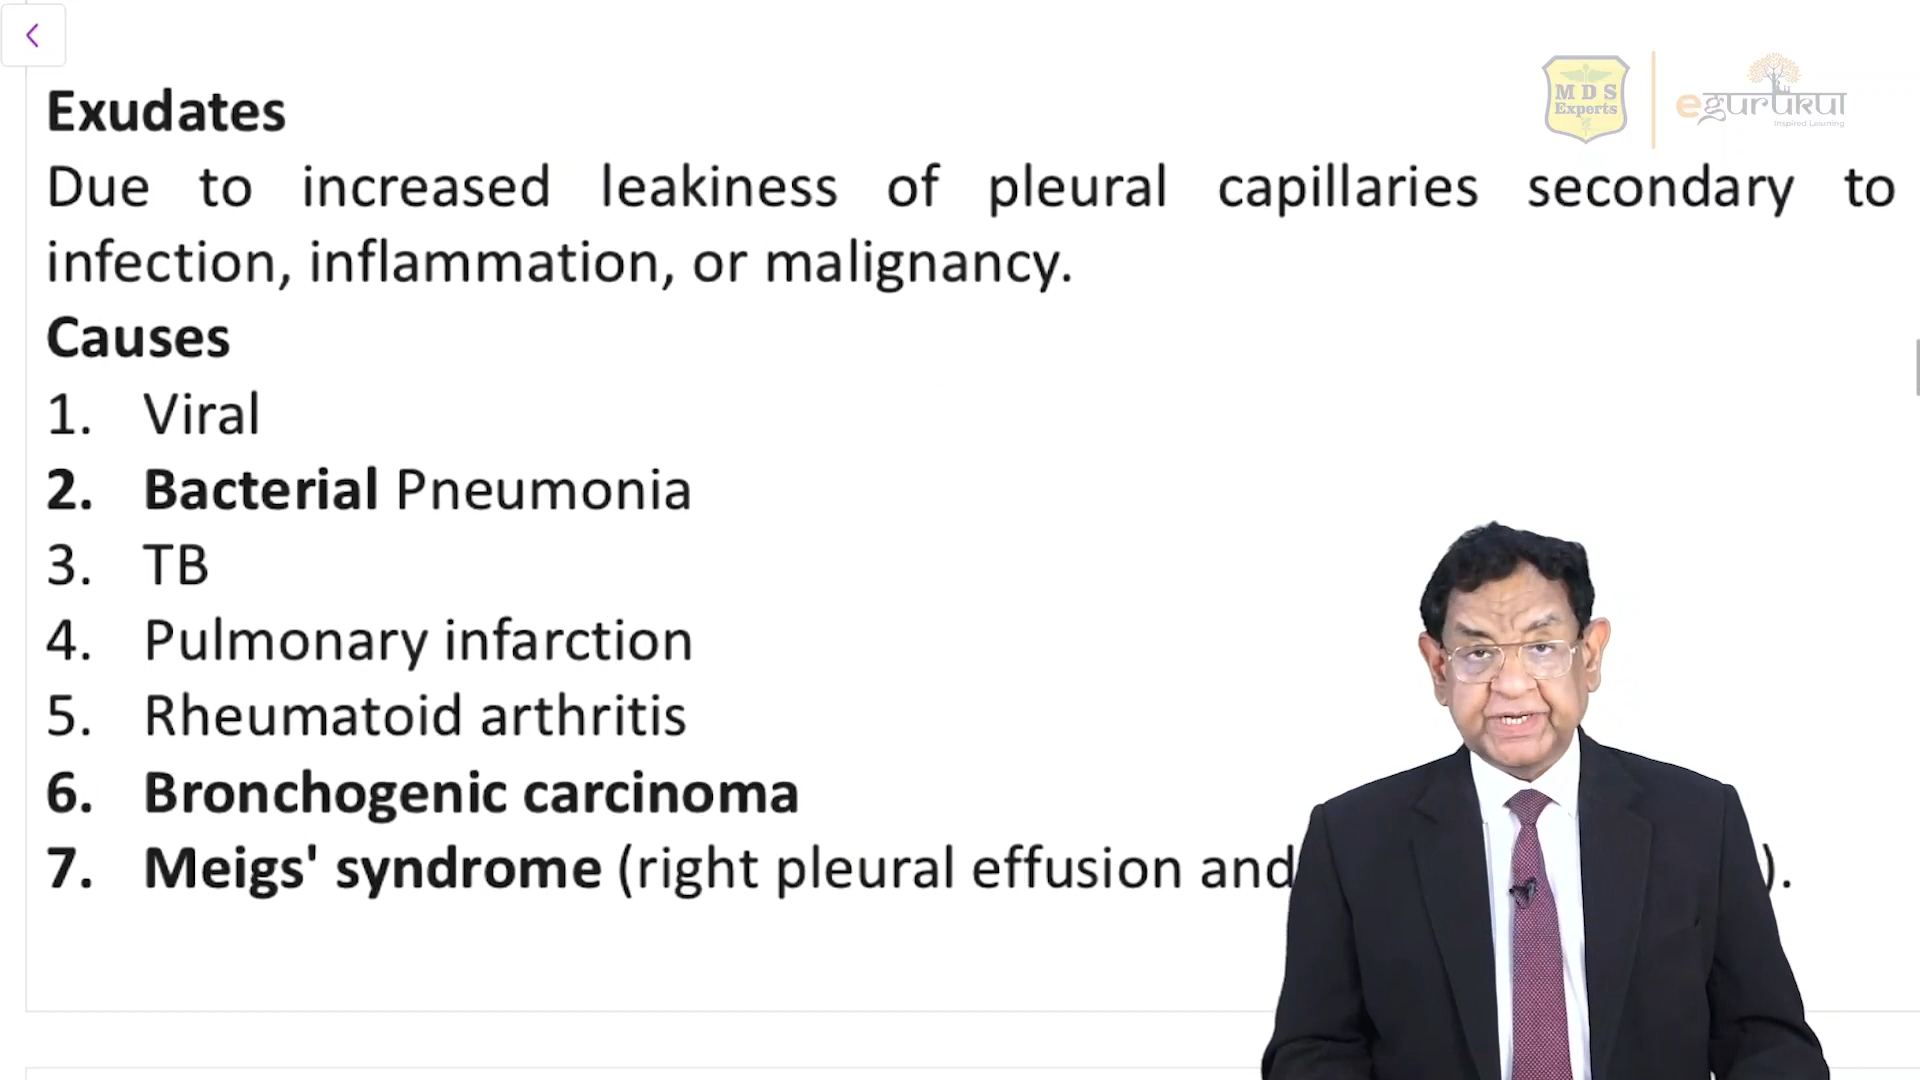 MDS
Experts
egurukul
Inspired Learning
Exudates
Due to increased leakiness of pleural capillaries secondary to
infection, inflammation, or malignancy.
Causes
1. Viral
2. Bacterial Pneumonia
3. TB
4. Pulmonary infarction
5. Rheumatoid arthritis
6. Bronchogenic carcinoma
7. Meigs' syndrome (right pleural effusion and ).